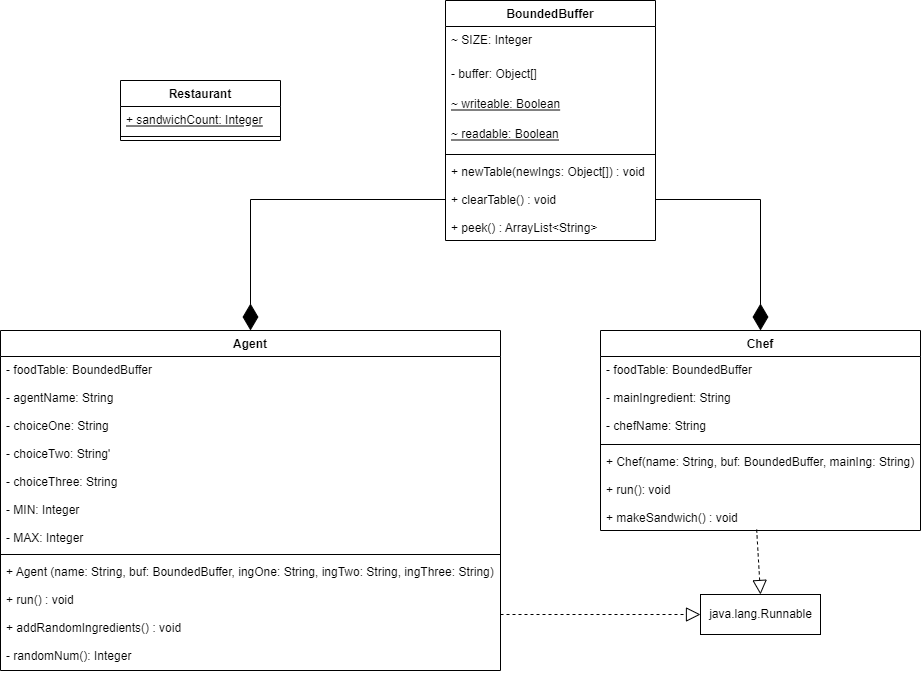 BoundedBuffer
~ SIZE: Integer
- buffer: Object[]
~ writeable: Boolean
~ readable: Boolean
+ newTable(newIngs: Object[]) : void
+ clearTable() : void
+ peek() : ArrayList<String>
Restaurant
+ sandwichCount: Integer
Agent
- foodTable: BoundedBuffer
- agentName: String
- choiceOne: String
- choiceTwo: String'
- choiceThree: String
- MIN: Integer
- MAX: Integer
+ Agent (name: String, buf: BoundedBuffer, ingOne: String, ingTwo: String, ingThree: String)
+ run() : void
+ addRandomIngredients() : void
- randomNum(): Integer
Chef
- foodTable: BoundedBuffer
- mainIngredient: String
- chefName: String
+ Chef(name: String, buf: BoundedBuffer, mainIng: String)
+ run(): void
+ makeSandwich() : void
java.lang.Runnable